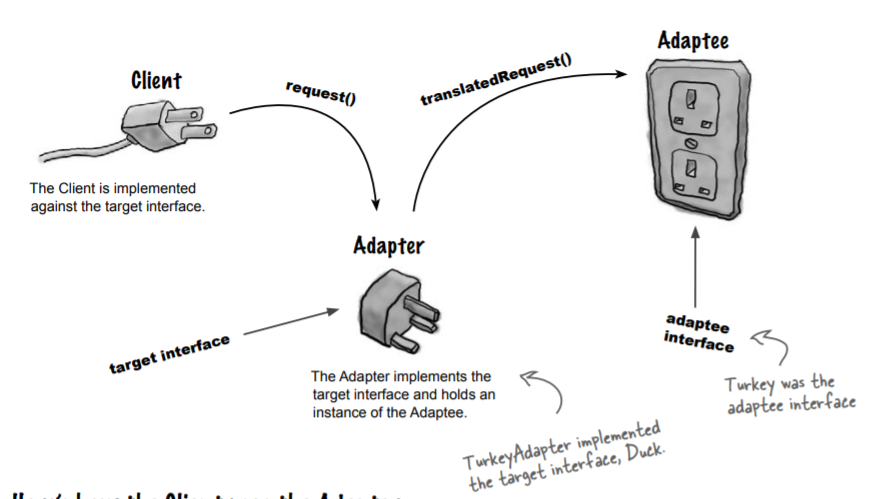 Adaptee
Client
request()
translatedRequest()
The Client is implemented
against the target interface.
Adapter
target interface
adaptee
interface
The Adapter implements the
target interface and holds an
instance of the Adaptee.
Turkey was the
adaptee interface
TurkeyAdapter implemented
the target interface, Duck.